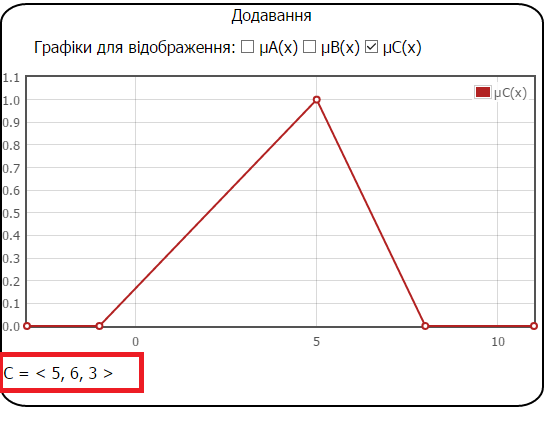 Додавання
Графіки для відображення: µA(x) µB(x) µC(x)
µC(x)
1.1
1.0
0.9
0.8
0.7
0.6
0.5
0.4
0.3
0.2
0.1
0.0
0 5 10
C = < 5, 6, 3 >